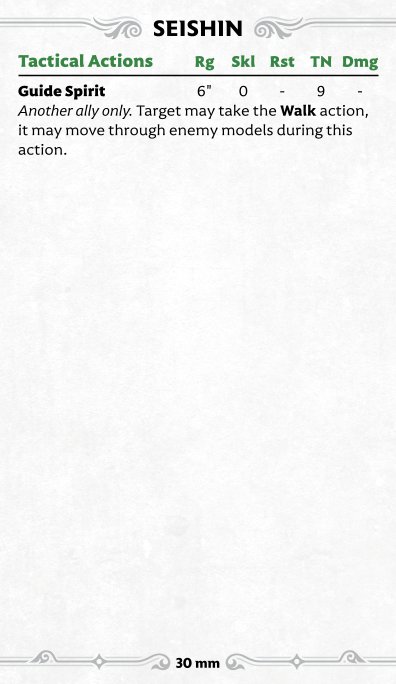 SEISHIN
Tactical Actions Rg Skl Rst TN Dmg
Guide Spirit 6" 0 - 9 -
Another ally only. Target may take the Walk action,
it may move through enemy models during this
action.
30 mm